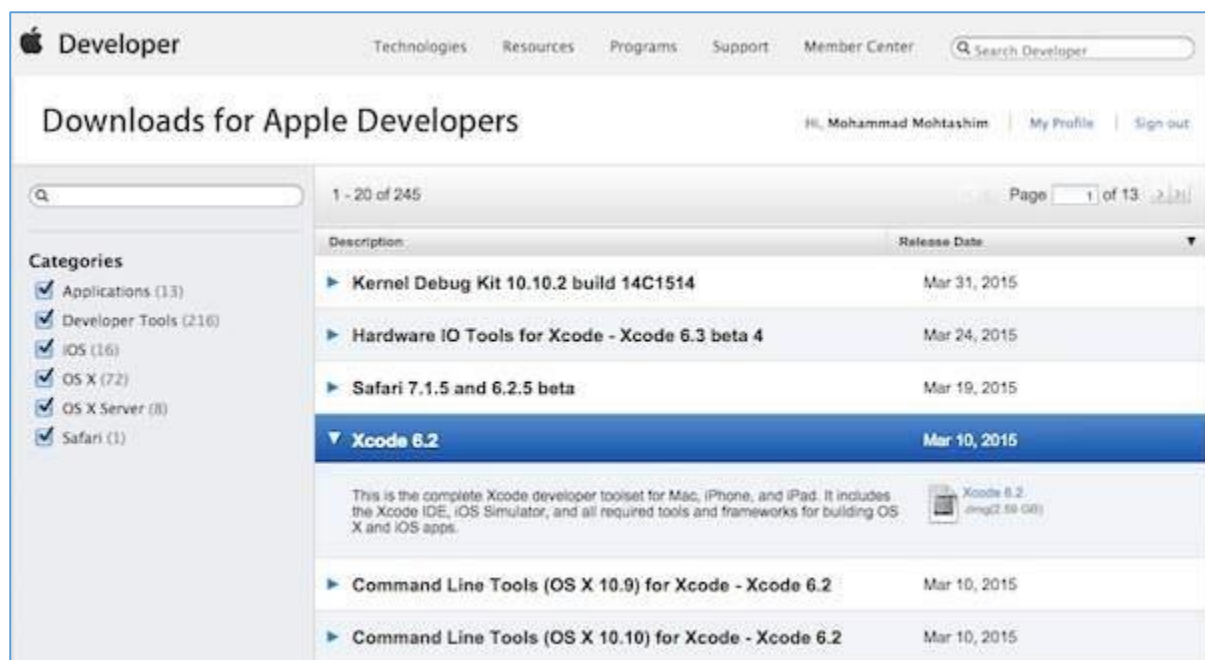 Developer Technologies Resources Programs Support Member Center Search Developer
Downloads for Apple Developers Hi, Mohammad Mohtashim | My Profile | Sign out
1 - 20 of 245 Page 1 of 13
Description Release Date
Categories
Applications (13)
Developer Tools (216)
iOS (16)
OS X (72)
OS X Server (8)
Safari (1)
Kernel Debug Kit 10.10.2 build 14C1514 Mar 31, 2015
Hardware IO Tools for Xcode - Xcode 6.3 beta 4 Mar 24, 2015
Safari 7.1.5 and 6.2.5 beta Mar 19, 2015
Xcode 6.2 Mar 10, 2015
This is the complete Xcode developer toolset for Mac, iPhone, and iPad. It includes
the Xcode IDE, iOS Simulator, and all required tools and frameworks for building OS
X and iOS apps.
Xcode 6.2
.dmg(2.59 GB)
Command Line Tools (OS X 10.9) for Xcode - Xcode 6.2 Mar 10, 2015
Command Line Tools (OS X 10.10) for Xcode - Xcode 6.2 Mar 10, 2015